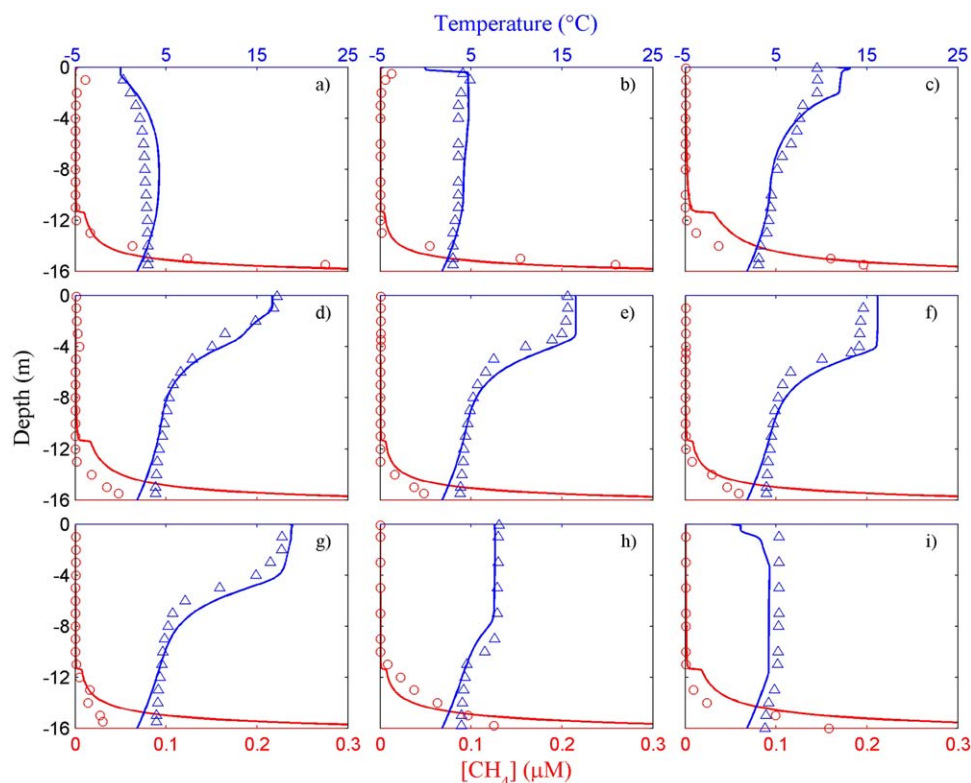 Temperature (°C)
-5 5 15 25 -5 5 15 25 -5 5 15 25
0 a) b) c)
-4
-8
-12
-16
0 d) e) f)
-4
-8
-12
-16
Depth (m)
0 g) h) i)
-4
-8
-12
-16
0 0.1 0.2 0.3 0 0.1 0.2 0.3 0 0.1 0.2 0.3
[CH4] (µM)